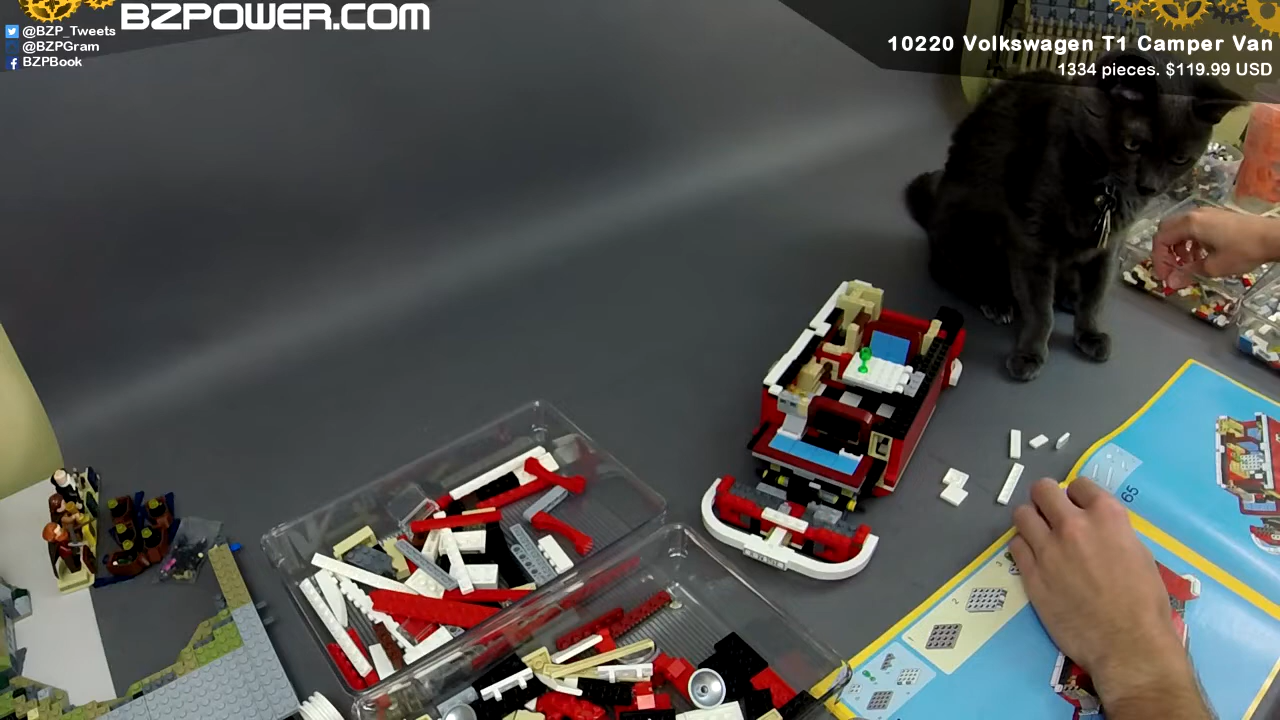 BZPOWER.COM
@BZP_Tweets
@BZPGram
BZPBook
10220 Volkswagen T1 Camper Van
1334 pieces. $119.99 USD
65